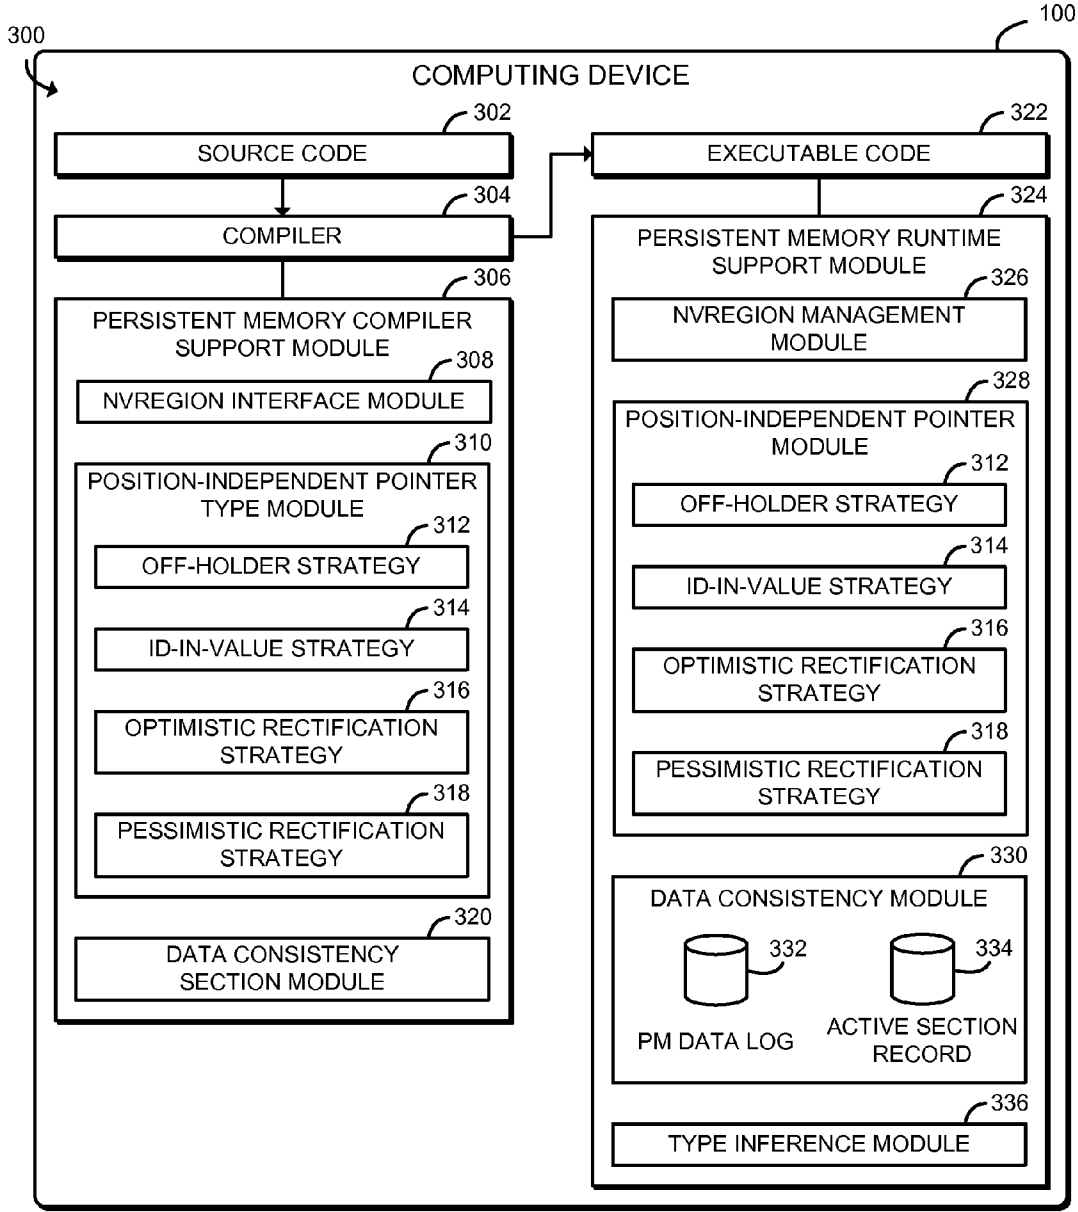 100
300
COMPUTING DEVICE
302
SOURCE CODE
304
COMPILER
306
PERSISTENT MEMORY COMPILER
SUPPORT MODULE
308
NVREGION INTERFACE MODULE
310
POSITION-INDEPENDENT POINTER
TYPE MODULE
312
OFF-HOLDER STRATEGY
314
ID-IN-VALUE STRATEGY
316
OPTIMISTIC RECTIFICATION
STRATEGY
318
PESSIMISTIC RECTIFICATION
STRATEGY
320
DATA CONSISTENCY
SECTION MODULE
322
EXECUTABLE CODE
324
PERSISTENT MEMORY RUNTIME
SUPPORT MODULE
326
NVREGION MANAGEMENT
MODULE
328
POSITION-INDEPENDENT POINTER
MODULE
312
OFF-HOLDER STRATEGY
314
ID-IN-VALUE STRATEGY
316
OPTIMISTIC RECTIFICATION
STRATEGY
318
PESSIMISTIC RECTIFICATION
STRATEGY
330
DATA CONSISTENCY MODULE
332
PM DATA LOG
334
ACTIVE SECTION
RECORD
336
TYPE INFERENCE MODULE